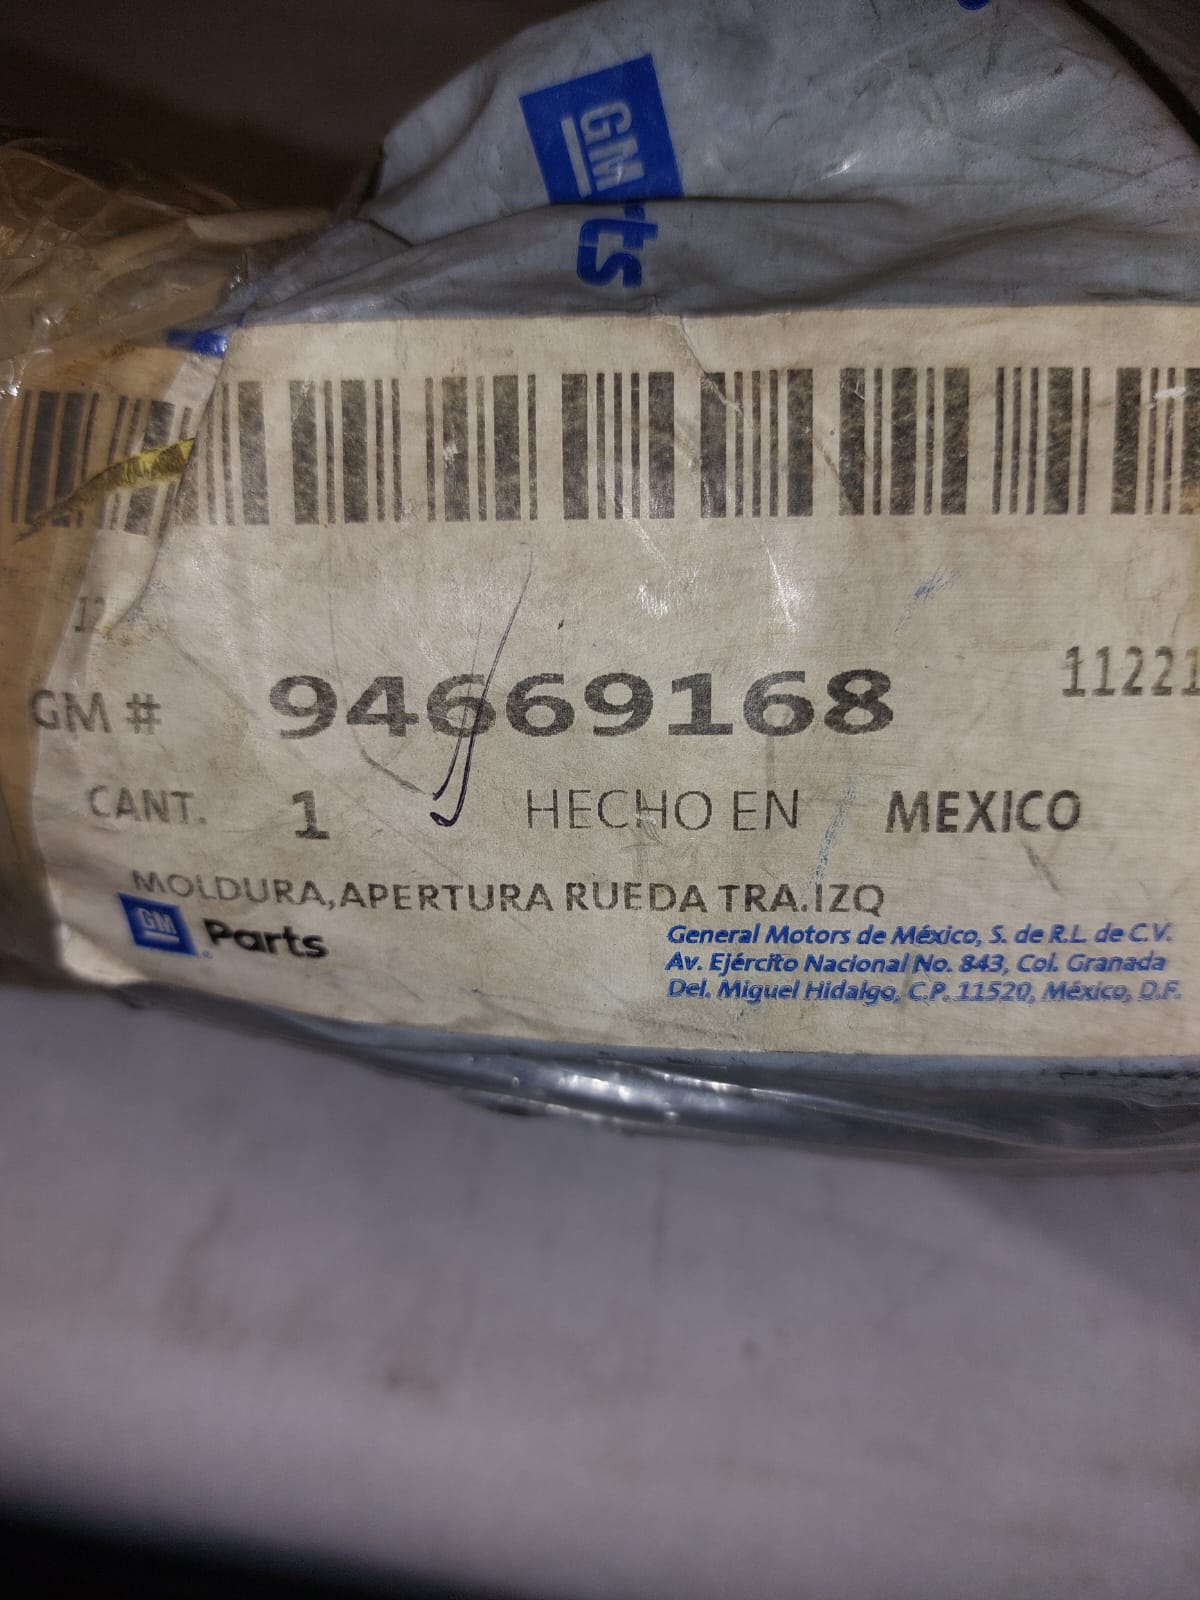 GM
rts
94669168
11221
GM #
CANT. 1 HECHO EN MEXICO
MOLDURA,APERTURA RUEDA TRA.IZQ
GM Parts
General Motors de México, S. de R.L. de C.V.
Av. Ejército Nacional No. 843, Col. Granada
Del. Miguel Hidalgo, C.P. 11520, México, D.F.